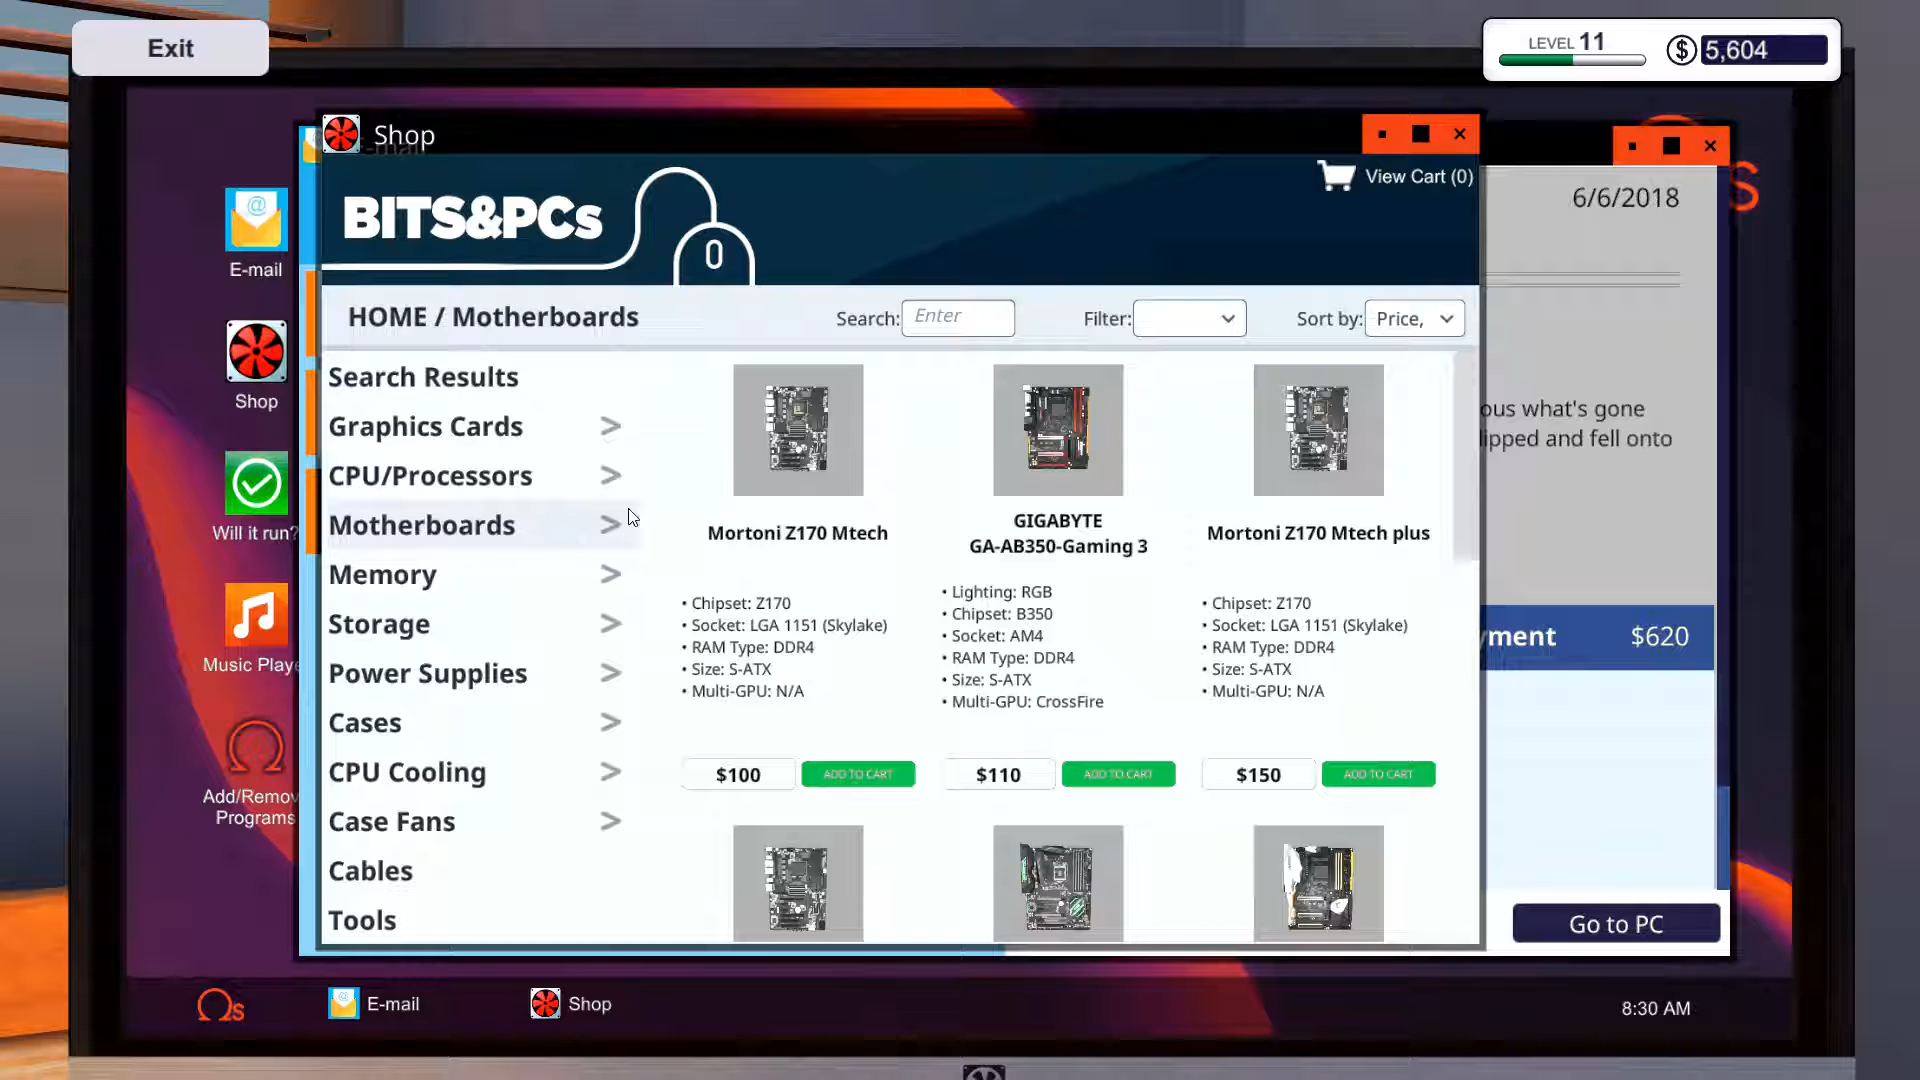 Exit
LEVEL 11
$ 5,604
Shop
View Cart (0)
BITS&PCs
6/6/2018
HOME / Motherboards
Search: Enter
Filter:
Sort by: Price,
E-mail
Shop
Will it run?
Music Playe
Add/Remov
Programs
Search Results
Graphics Cards >
CPU/Processors >
Motherboards >
Memory >
Storage >
Power Supplies >
Cases >
CPU Cooling >
Case Fans >
Cables
Tools
Mortoni Z170 Mtech
• Chipset: Z170
• Socket: LGA 1151 (Skylake)
• RAM Type: DDR4
• Size: S-ATX
• Multi-GPU: N/A
$100
ADD TO CART
GIGABYTE
GA-AB350-Gaming 3
• Lighting: RGB
• Chipset: B350
• Socket: AM4
• RAM Type: DDR4
• Size: S-ATX
• Multi-GPU: CrossFire
$110
ADD TO CART
Mortoni Z170 Mtech plus
• Chipset: Z170
• Socket: LGA 1151 (Skylake)
• RAM Type: DDR4
• Size: S-ATX
• Multi-GPU: N/A
$150
ADD TO CART
ous what's gone
lipped and fell onto
yment $620
Go to PC
Ωs
E-mail
Shop
8:30 AM